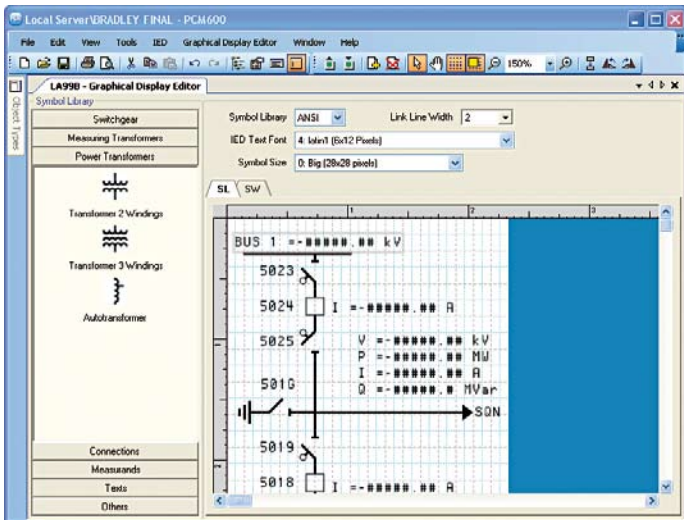 Local Server\BRADLEY FINAL - PCM600
File Edit View Tools IED Graphical Display Editor Window Help
150%
LA99B - Graphical Display Editor
Object Types
Symbol Library
Switchgear
Measuring Transformers
Power Transformers
Transformer 2 Windings
Transformer 3 Windings
Autotransformer
Connections
Measurands
Texts
Others
Symbol Library ANSI Link Line Width 2
IED Text Font 4: latin1 (6x12 Pixels)
Symbol Size 0: Big (28x28 pixels)
SL SW
1 2 3
BUS 1 =-#####.## kV
5023
5024 I =-#####.## A
5025 V =-#####.## kV
P =-#####.## MW
I =-#####.## A
501G Q =-#####.# MVar
SQN
5019
5018 I =-#####.## A